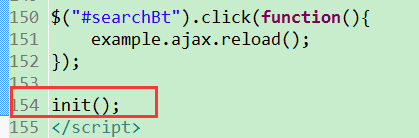 150 $("#searchBt").click(function(){
151     example.ajax.reload();
152 });
153
154 init();
155 </script>